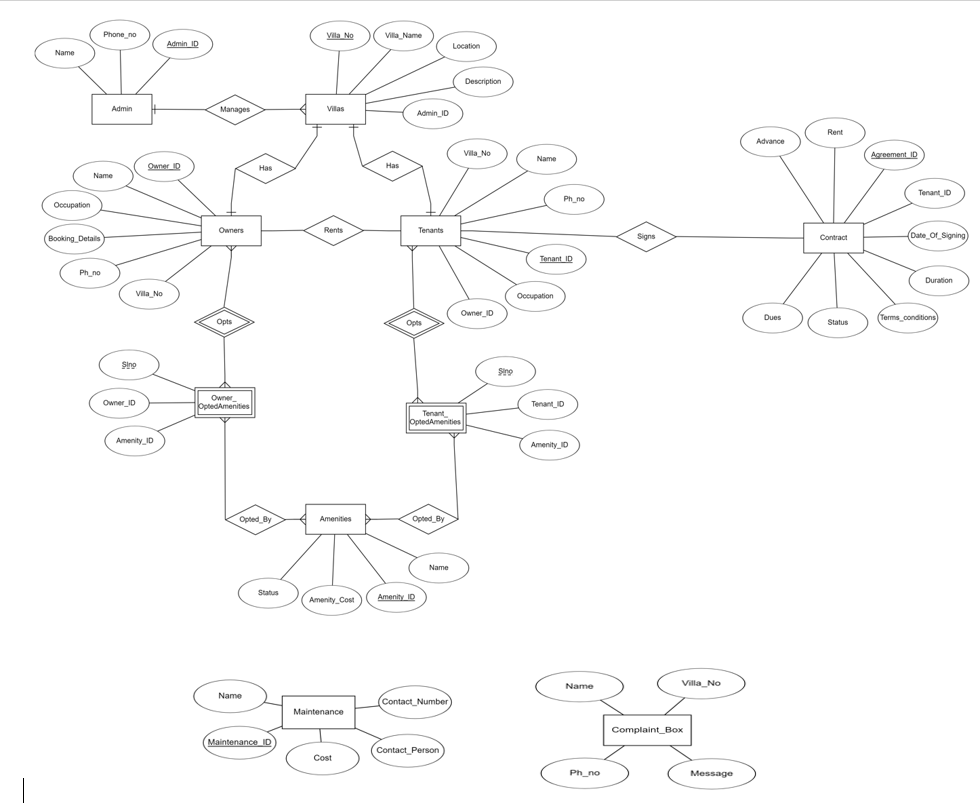 Phone_no
Name
Admin_ID
Admin
Manages
Villa_No
Villa_Name
Location
Description
Admin_ID
Villas
Has
Has
Owner_ID
Name
Occupation
Booking_Details
Ph_no
Villa_No
Owners
Rents
Villa_No
Name
Ph_no
Tenant_ID
Occupation
Owner_ID
Tenants
Signs
Advance
Rent
Agreement_ID
Tenant_ID
Date_Of_Signing
Duration
Terms_conditions
Status
Dues
Contract
Opts
Opts
Slno
Owner_ID
Amenity_ID
Owner_
OptedAmenities
Slno
Tenant_ID
Amenity_ID
Tenant_
OptedAmenities
Opted_By
Amenities
Opted_By
Status
Amenity_Cost
Amenity_ID
Name
Name
Maintenance_ID
Maintenance
Contact_Number
Contact_Person
Cost
Name
Villa_No
Complaint_Box
Ph_no
Message